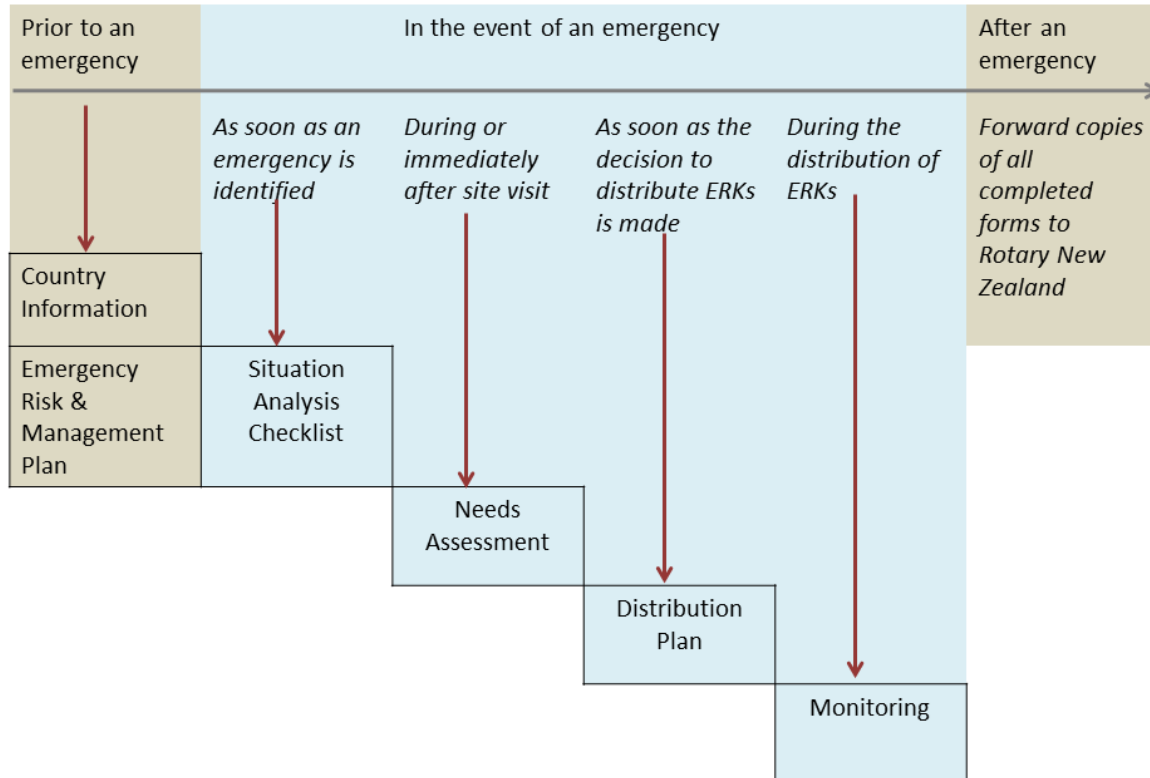 Prior to an
emergency
In the event of an emergency
After an
emergency
As soon as an
emergency is
identified
During or
immediately
after site visit
As soon as the
decision to
distribute ERKs
is made
During the
distribution of
ERKs
Forward copies
of all
completed
forms to
Rotary New
Zealand
Country
Information
Emergency
Risk &
Management
Plan
Situation
Analysis
Checklist
Needs
Assessment
Distribution
Plan
Monitoring